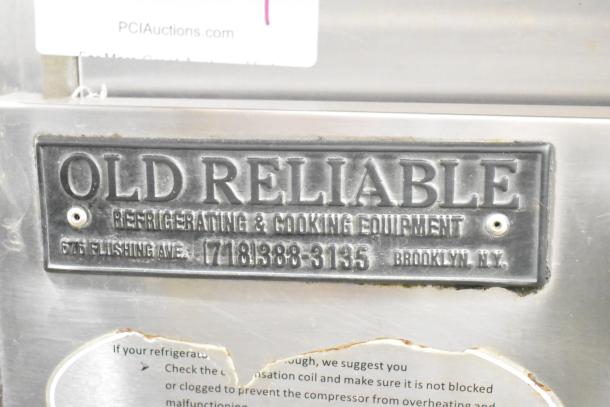 PCIAuctions.com
OLD RELIABLE
REFRIGERATING & COOKING EQUIPMENT
676 FLUSHING AVE. (718)388-3135 BROOKLYN. N.Y.
If your refrigerat ough, we suggest you
➤ Check the c nsation coil and make sure it is not blocked
or clogged to prevent the compressor from overheating and
malfunctioning